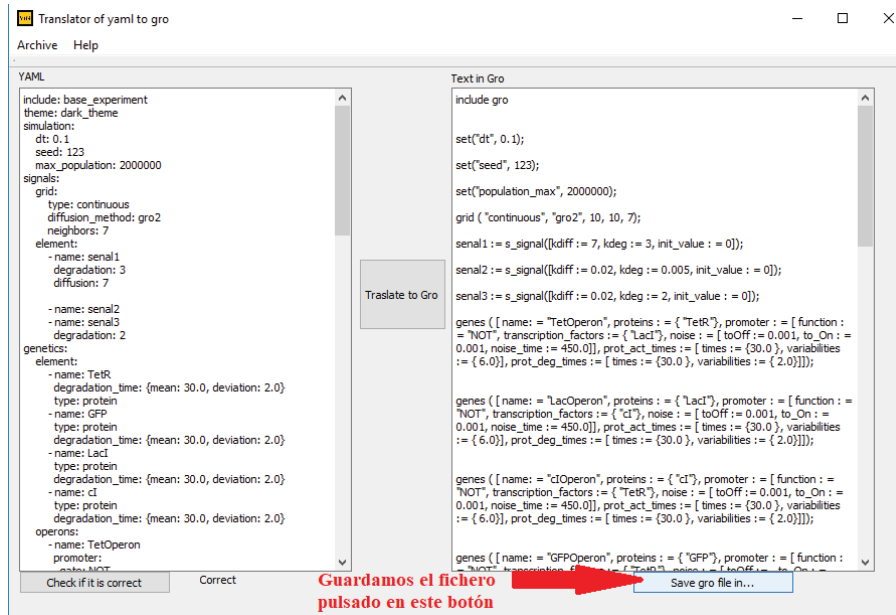 Translator of yaml to gro
Archive Help
YAML
include: base_experiment
theme: dark_theme
simulation:
dt: 0.1
seed: 123
max_population: 2000000
signals:
grid:
type: continuous
diffusion_method: gro2
neighbors: 7
element:
- name: senal1
degradation: 3
diffusion: 7
- name: senal2
- name: senal3
degradation: 2
genetics:
element:
- name: TetR
degradation_time: {mean: 30.0, deviation: 2.0}
type: protein
- name: GFP
type: protein
degradation_time: {mean: 30.0, deviation: 2.0}
- name: LacI
type: protein
degradation_time: {mean: 30.0, deviation: 2.0}
- name: cI
type: protein
degradation_time: {mean: 30.0, deviation: 2.0}
operons:
- name: TetOperon
promoter:
gate: NOT
Check if it is correct
Correct
Traslate to Gro
Text in Gro
include gro
set("dt", 0.1);
set("seed", 123);
set("population_max", 2000000);
grid ( "continuous", "gro2", 10, 10, 7);
senal1 := s_signal([kdiff := 7, kdeg := 3, init_value : = 0]);
senal2 := s_signal([kdiff := 0.02, kdeg := 0.005, init_value : = 0]);
senal3 := s_signal([kdiff := 0.02, kdeg := 2, init_value : = 0]);
genes ( [ name: = "TetOperon", proteins : = { "TetR"}, promoter : = [ function :
= "NOT", transcription_factors := { "LacI"}, noise : = [ toOff := 0.001, to_On : =
0.001, noise_time := 450.0]], prot_act_times := [ times := {30.0 }, variabilities
:= { 6.0}], prot_deg_times := [ times := {30.0 }, variabilities := { 2.0}]]);
genes ( [ name: = "LacOperon", proteins : = { "LacI"}, promoter : = [ function : =
"NOT", transcription_factors := { "cI"}, noise : = [ toOff := 0.001, to_On : =
0.001, noise_time := 450.0]], prot_act_times := [ times := {30.0 }, variabilities
:= { 6.0}], prot_deg_times := [ times := {30.0 }, variabilities := { 2.0}]]);
genes ( [ name: = "cIOperon", proteins : = { "cI"}, promoter : = [ function : =
"NOT", transcription_factors := { "TetR"}, noise : = [ toOff := 0.001, to_On : =
0.001, noise_time := 450.0]], prot_act_times := [ times := {30.0 }, variabilities
:= { 6.0}], prot_deg_times := [ times := {30.0 }, variabilities := { 2.0}]]);
genes ( [ name: = "GFPOperon", proteins : = { "GFP"}, promoter : = [ function :
Save gro file in...
Guardamos el fichero
pulsado en este botón